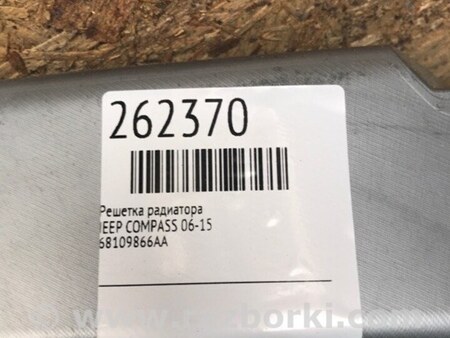 262370
Решетка радиатора
JEEP COMPASS 06-15
68109866AA